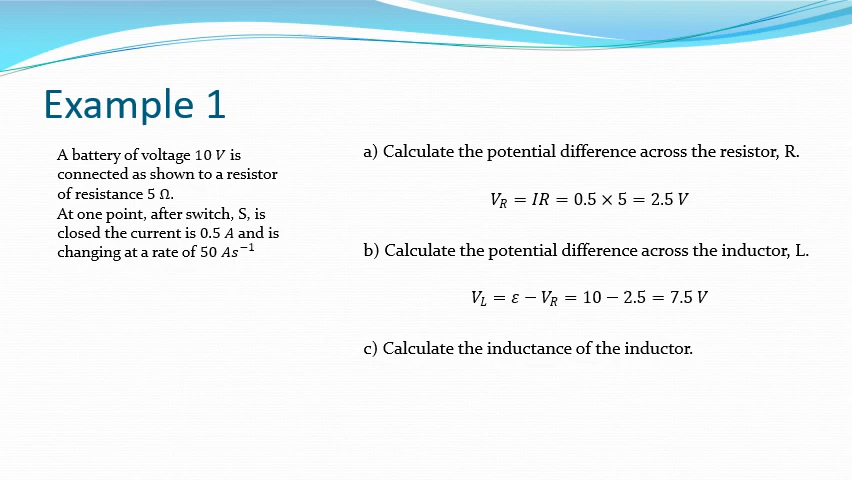 Example 1
A battery of voltage 10 V is
connected as shown to a resistor
of resistance 5 Ω.
At one point, after switch, S, is
closed the current is 0.5 A and is
changing at a rate of 50 As⁻¹
a) Calculate the potential difference across the resistor, R.
V_R = IR = 0.5 × 5 = 2.5 V
b) Calculate the potential difference across the inductor, L.
V_L = ε − V_R = 10 − 2.5 = 7.5 V
c) Calculate the inductance of the inductor.